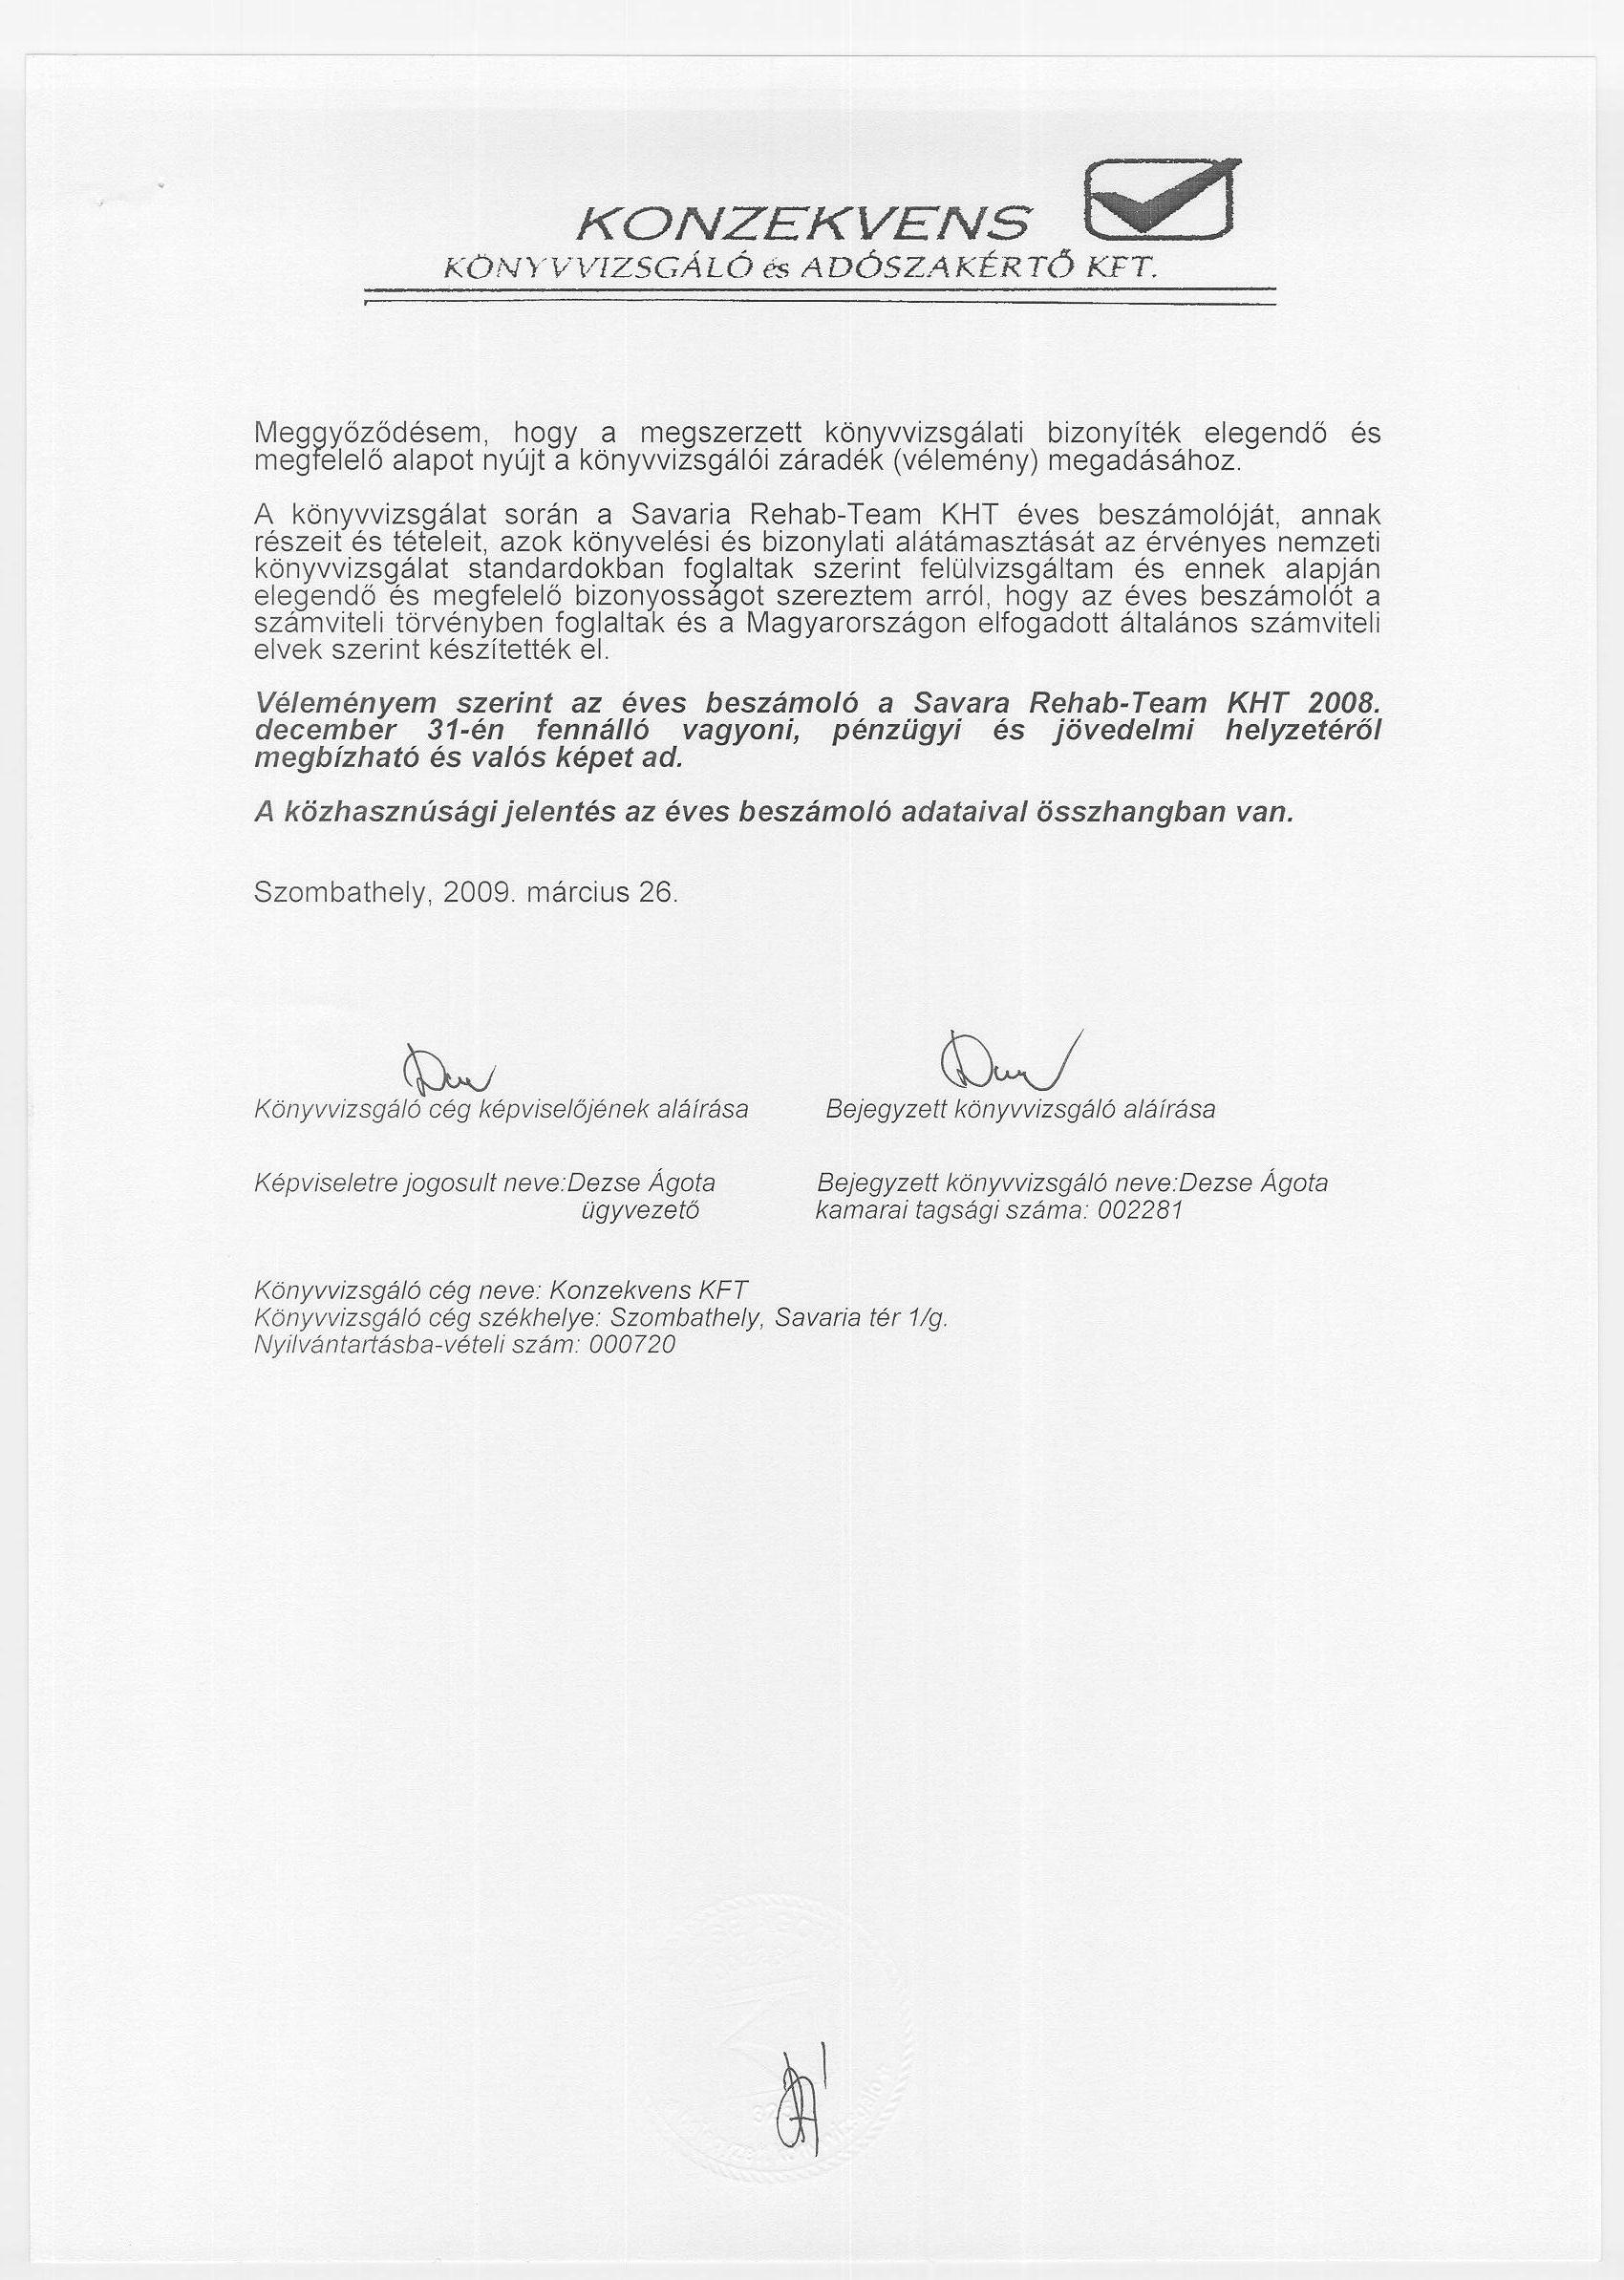 KONZEKVENS
KÖNYVVIZSGÁLÓ és ADÓSZAKÉRTŐ KFT.
Meggyőződésem, hogy a megszerzett könyvvizsgálati bizonyíték elegendő és
megfelelő alapot nyújt a könyvvizsgálói záradék (vélemény) megadásához.
A könyvvizsgálat során a Savaria Rehab-Team KHT éves beszámolóját, annak
részeit és tételeit, azok könyvelési és bizonylati alátámasztását az érvényes nemzeti
könyvvizsgálat standardokban foglaltak szerint felülvizsgáltam és ennek alapján
elegendő és megfelelő bizonyosságot szereztem arról, hogy az éves beszámolót a
számviteli törvényben foglaltak és a Magyarországon elfogadott általános számviteli
elvek szerint készítették el.
Véleményem szerint az éves beszámoló a Savara Rehab-Team KHT 2008.
december 31-én fennálló vagyoni, pénzügyi és jövedelmi helyzetéről
megbízható és valós képet ad.
A közhasznúsági jelentés az éves beszámoló adataival összhangban van.
Szombathely, 2009. március 26.
Könyvvizsgáló cég képviselőjének aláírása
Bejegyzett könyvvizsgáló aláírása
Képviseletre jogosult neve:Dezse Ágota
ügyvezető
Bejegyzett könyvvizsgáló neve:Dezse Ágota
kamarai tagsági száma: 002281
Könyvvizsgáló cég neve: Konzekvens KFT
Könyvvizsgáló cég székhelye: Szombathely, Savaria tér 1/g.
Nyilvántartásba-vételi szám: 000720